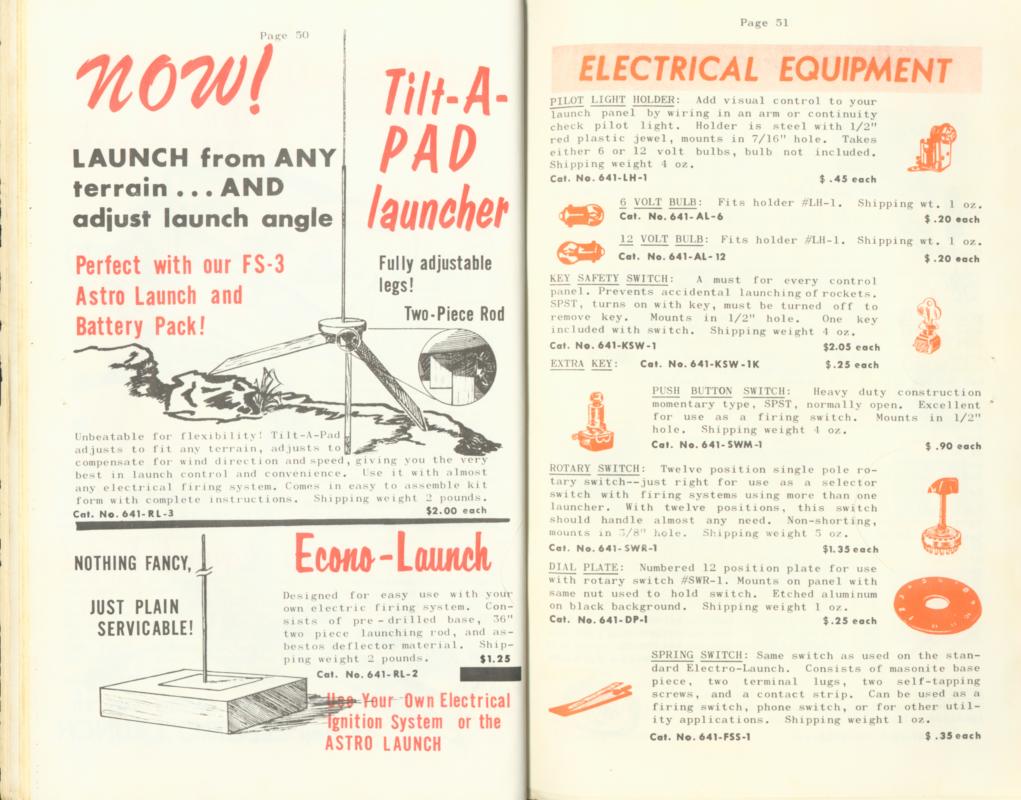 Page 50
NOW!
Tilt-A-
PAD
launcher
LAUNCH from ANY
terrain ... AND
adjust launch angle
Perfect with our FS-3
Astro Launch and
Battery Pack!
Fully adjustable
legs!
Two-Piece Rod
Unbeatable for flexibility! Tilt-A-Pad
adjusts to fit any terrain, adjusts to
compensate for wind direction and speed, giving you the very
best in launch control and convenience. Use it with almost
any electrical firing system. Comes in easy to assemble kit
form with complete instructions. Shipping weight 2 pounds.
Cat. No. 641-RL-3 $2.00 each
NOTHING FANCY,
JUST PLAIN
SERVICABLE!
Econo-Launch
Designed for easy use with your
own electric firing system. Con-
sists of pre-drilled base, 36"
two piece launching rod, and as-
bestos deflector material. Ship-
ping weight 2 pounds. $1.25
Cat. No. 641-RL-2
Use Your Own Electrical
Ignition System or the
ASTRO LAUNCH
Page 51
ELECTRICAL EQUIPMENT
PILOT LIGHT HOLDER: Add visual control to your
launch panel by wiring in an arm or continuity
check pilot light. Holder is steel with 1/2"
red plastic jewel, mounts in 7/16" hole. Takes
either 6 or 12 volt bulbs, bulb not included.
Shipping weight 4 oz.
Cat. No. 641-LH-1 $ .45 each
6 VOLT BULB: Fits holder #LH-1. Shipping wt. 1 oz.
Cat. No. 641-AL-6 $ .20 each
12 VOLT BULB: Fits holder #LH-1. Shipping wt. 1 oz.
Cat. No. 641-AL-12 $ .20 each
KEY SAFETY SWITCH: A must for every control
panel. Prevents accidental launching of rockets.
SPST, turns on with key, must be turned off to
remove key. Mounts in 1/2" hole. One key
included with switch. Shipping weight 4 oz.
Cat. No. 641-KSW-1 $2.05 each
EXTRA KEY: Cat. No. 641-KSW-1K $ .25 each
PUSH BUTTON SWITCH: Heavy duty construction
momentary type, SPST, normally open. Excellent
for use as a firing switch. Mounts in 1/2"
hole. Shipping weight 4 oz.
Cat. No. 641-SWM-1 $ .90 each
ROTARY SWITCH: Twelve position single pole ro-
tary switch--just right for use as a selector
switch with firing systems using more than one
launcher. With twelve positions, this switch
should handle almost any need. Non-shorting,
mounts in 3/8" hole. Shipping weight 5 oz.
Cat. No. 641-SWR-1 $1.35 each
DIAL PLATE: Numbered 12 position plate for use
with rotary switch #SWR-1. Mounts on panel with
same nut used to hold switch. Etched aluminum
on black background. Shipping weight 1 oz.
Cat. No. 641-DP-1 $ .25 each
SPRING SWITCH: Same switch as used on the stan-
dard Electro-Launch. Consists of masonite base
piece, two terminal lugs, two self-tapping
screws, and a contact strip. Can be used as a
firing switch, phone switch, or for other util-
ity applications. Shipping weight 1 oz.
Cat. No. 641-FSS-1 $ .35 each